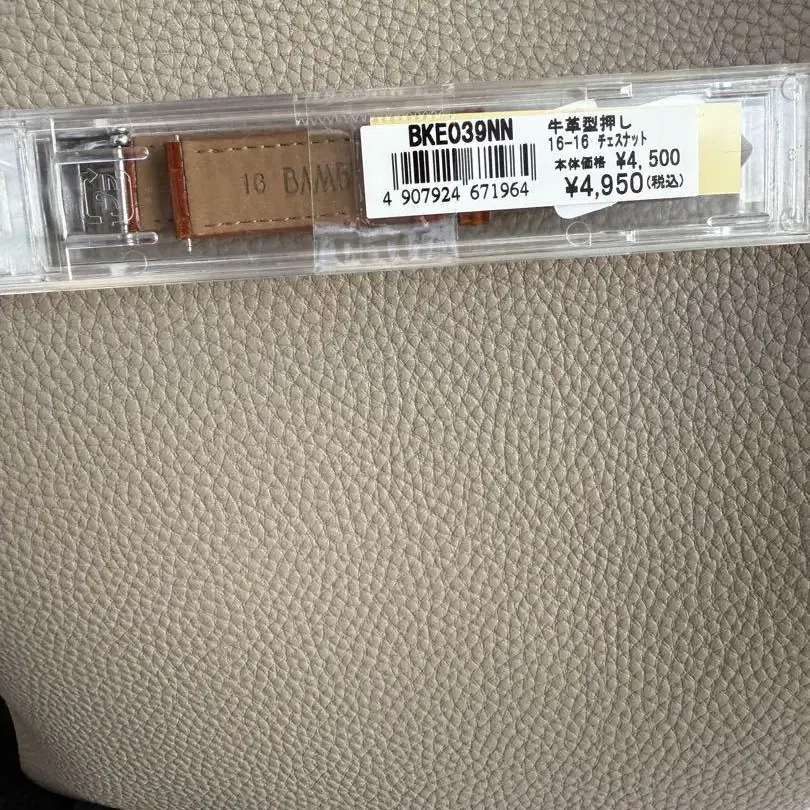 BKE039NN
4 907924 671964
牛革型押し
16-16 チェスナット
本体価格 ¥4,500
¥4,950(税込)
16 BAMB